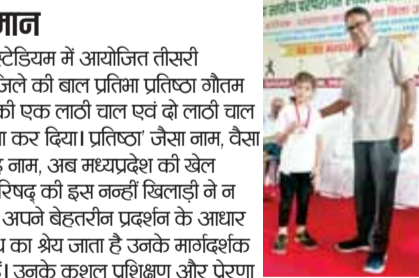 मान
स्टेडियम में आयोजित तीसरी
जिले की बाल प्रतिभा प्रतिष्ठा गौतम
की एक लाठी चाल एवं दो लाठी चाल
ा कर दिया। प्रतिष्ठा' जैसा नाम, वैसा
नाम, अब मध्यप्रदेश की खेल
रिषद् की इस नन्हीं खिलाड़ी ने न
अपने बेहतरीन प्रदर्शन के आधार
का श्रेय जाता है उनके मार्गदर्शक
उनके कुशल प्रशिक्षण और प्रेरणा
स्तरीय